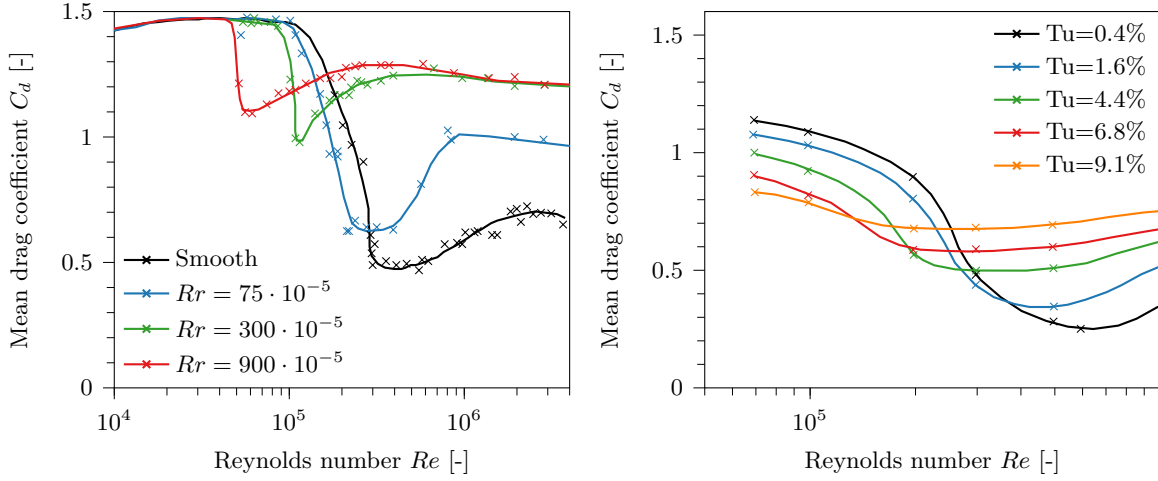 1.5
1
0.5
0
Mean drag coefficient C_d [-]
Smooth
Rr = 75 · 10^{-5}
Rr = 300 · 10^{-5}
Rr = 900 · 10^{-5}
10^4
10^5
10^6
Reynolds number Re [-]
1.5
1
0.5
0
Mean drag coefficient C_d [-]
Tu=0.4%
Tu=1.6%
Tu=4.4%
Tu=6.8%
Tu=9.1%
10^5
Reynolds number Re [-]